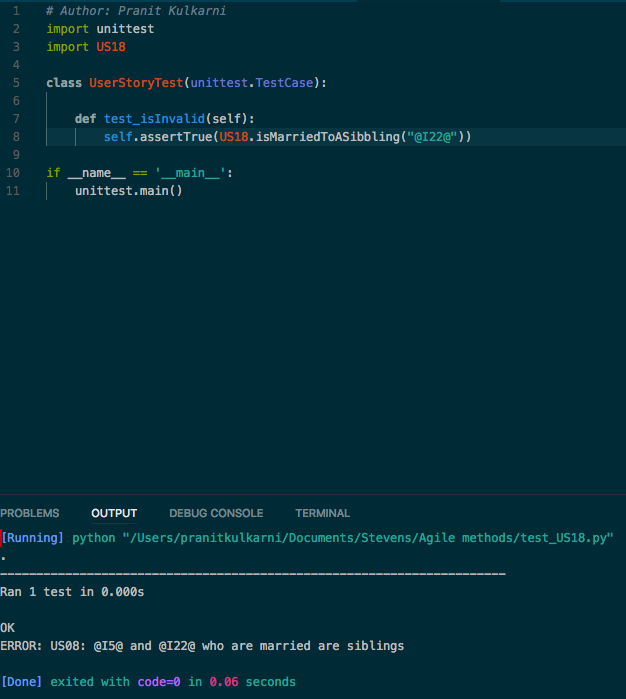 1 # Author: Pranit Kulkarni
2 import unittest
3 import US18
4
5 class UserStoryTest(unittest.TestCase):
6
7 def test_isInvalid(self):
8 self.assertTrue(US18.isMarriedToASibbling("@I22@"))
9
10 if __name__ == '__main__':
11 unittest.main()
PROBLEMS OUTPUT DEBUG CONSOLE TERMINAL
[Running] python "/Users/pranitkulkarni/Documents/Stevens/Agile methods/test_US18.py"
.
----------------------------------------------------------------------
Ran 1 test in 0.000s
OK
ERROR: US08: @I5@ and @I22@ who are married are siblings
[Done] exited with code=0 in 0.06 seconds